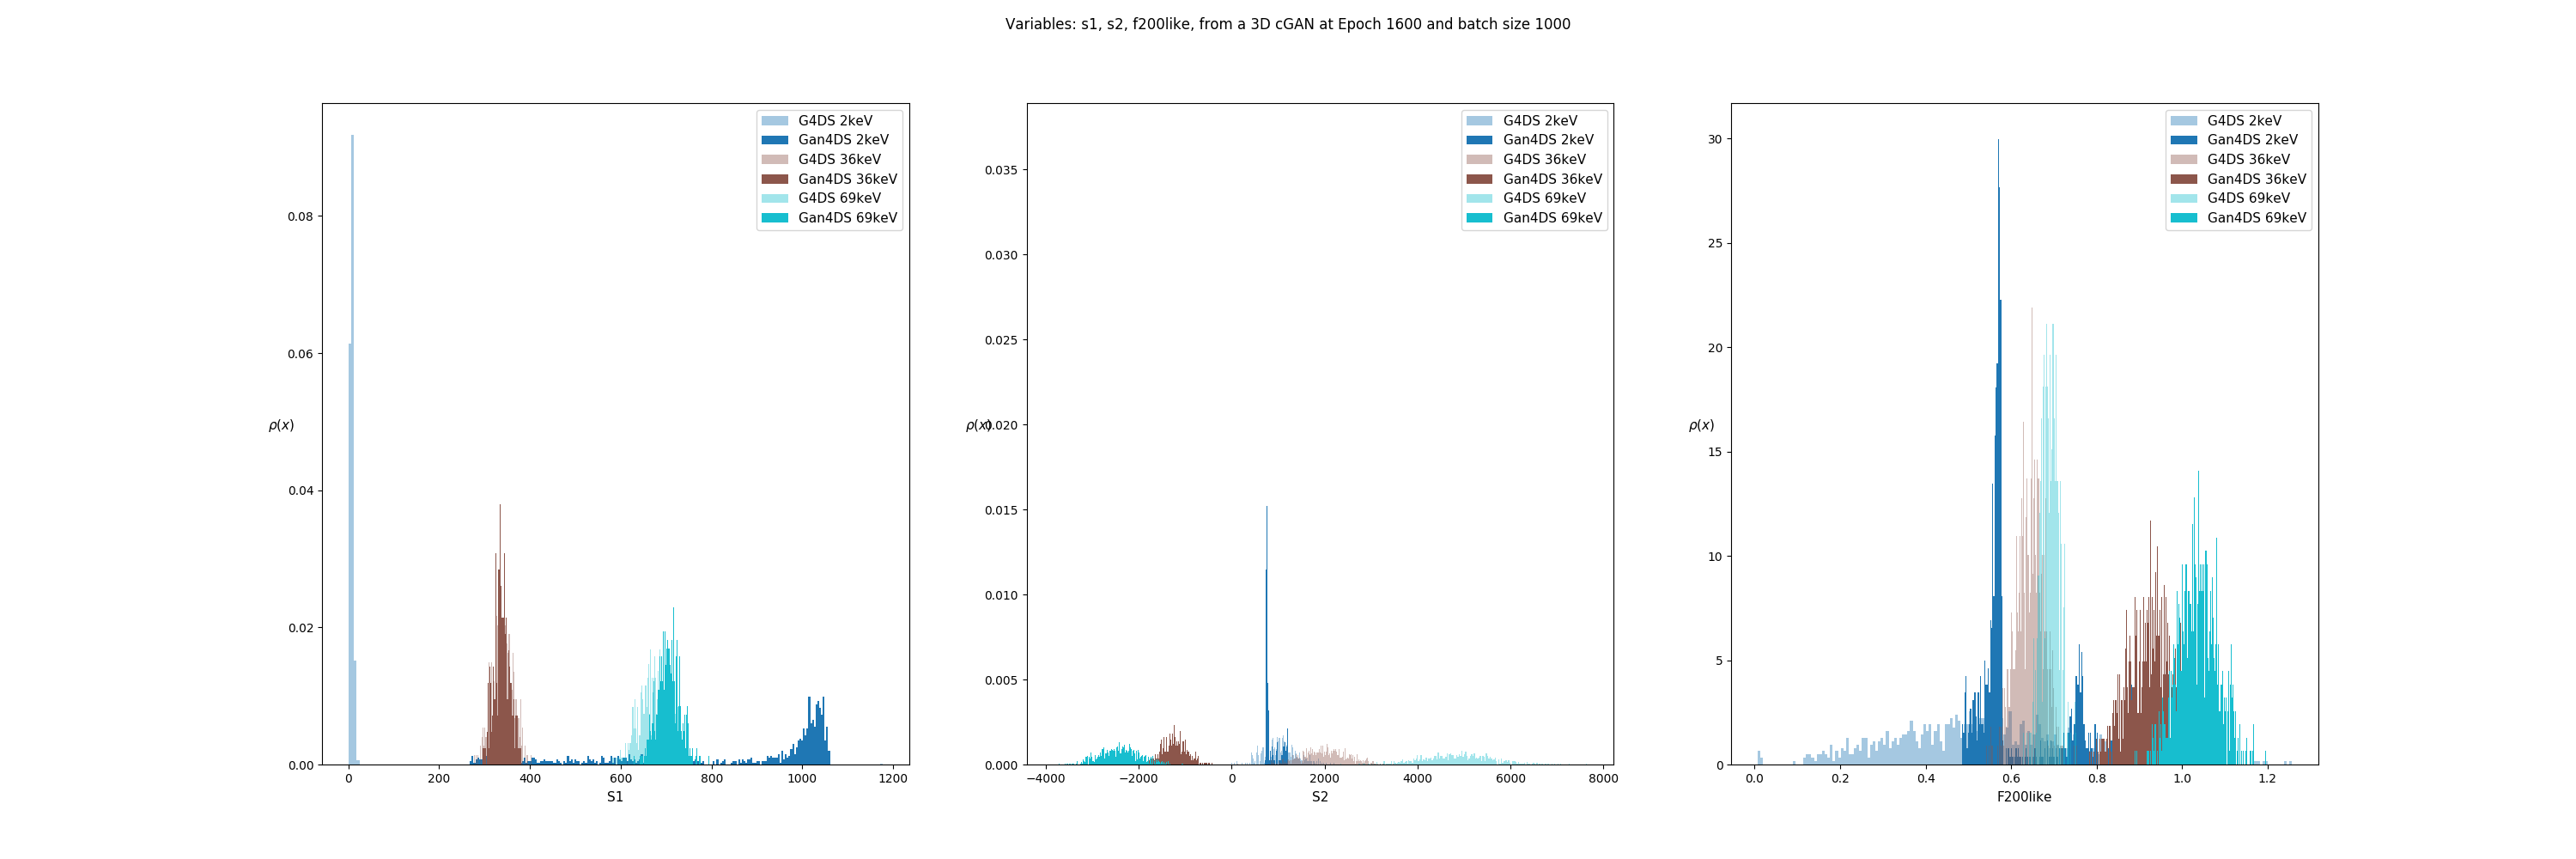 Variables: s1, s2, f200like, from a 3D cGAN at Epoch 1600 and batch size 1000
G4DS 2keV
Gan4DS 2keV
G4DS 36keV
Gan4DS 36keV
G4DS 69keV
Gan4DS 69keV
0.08
0.06
0.04
0.02
0.00
ρ(x)
0
200
400
600
800
1000
1200
S1
G4DS 2keV
Gan4DS 2keV
G4DS 36keV
Gan4DS 36keV
G4DS 69keV
Gan4DS 69keV
0.035
0.030
0.025
0.020
0.015
0.010
0.005
0.000
ρ(x)
−4000
−2000
0
2000
4000
6000
8000
S2
G4DS 2keV
Gan4DS 2keV
G4DS 36keV
Gan4DS 36keV
G4DS 69keV
Gan4DS 69keV
30
25
20
15
10
5
0
ρ(x)
0.0
0.2
0.4
0.6
0.8
1.0
1.2
F200like